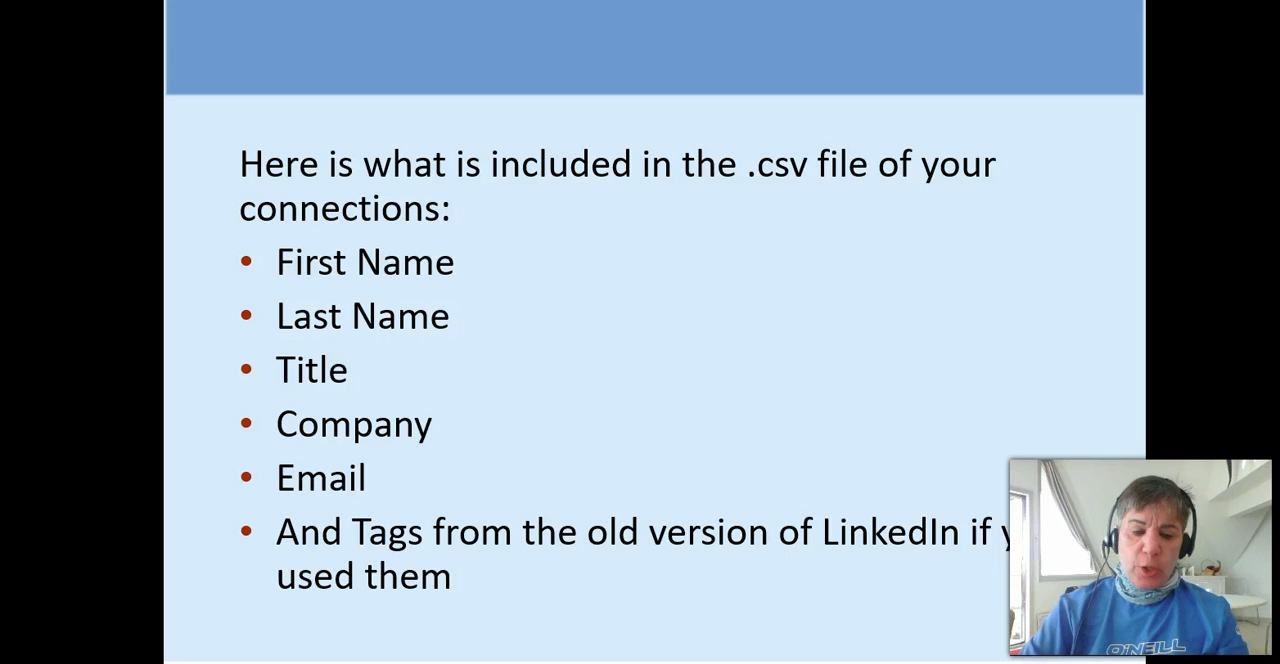 Here is what is included in the .csv file of your
connections:
• First Name
• Last Name
• Title
• Company
• Email
• And Tags from the old version of LinkedIn if
used them
O'NEILL